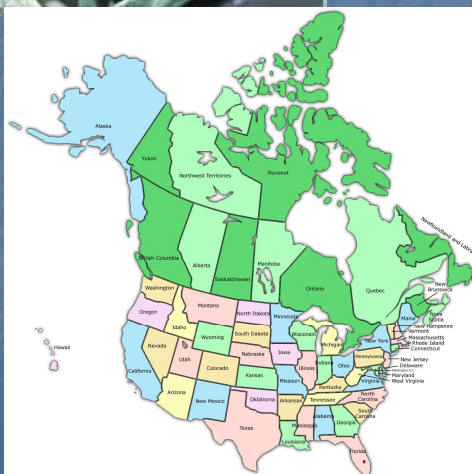 Alaska
Yukon
Northwest Territories
Nunavut
British Columbia
Alberta
Saskatchewan
Manitoba
Ontario
Quebec
Newfoundland and Labra
New
Brunswick
Nova
Scotia
Washington
Oregon
Idaho
Montana
North Dakota
Minnesota
Wisconsin
Michigan
New York
Maine
New Hampshire
Vermont
Massachusetts
Rhode Island
Connecticut
New Jersey
Delaware
Maryland
West Virginia
Wyoming
South Dakota
Iowa
Nebraska
Illinois
Indiana
Ohio
Pennsylvania
Nevada
Utah
Colorado
Kansas
Missouri
Kentucky
Virginia
California
Arizona
New Mexico
Oklahoma
Arkansas
Tennessee
North
Carolina
South
Carolina
Texas
Louisiana
Mississippi
Alabama
Georgia
Florida
Hawaii